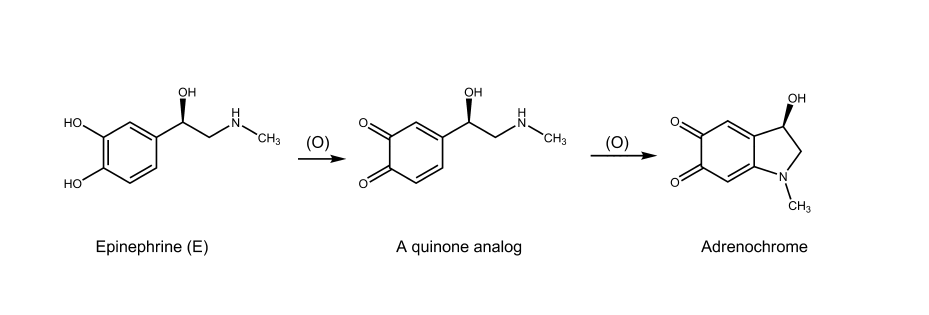 OH
HO
HO
H
N
CH3
(O)
OH
O
O
H
N
CH3
(O)
OH
O
O
N
CH3
Epinephrine (E)
A quinone analog
Adrenochrome